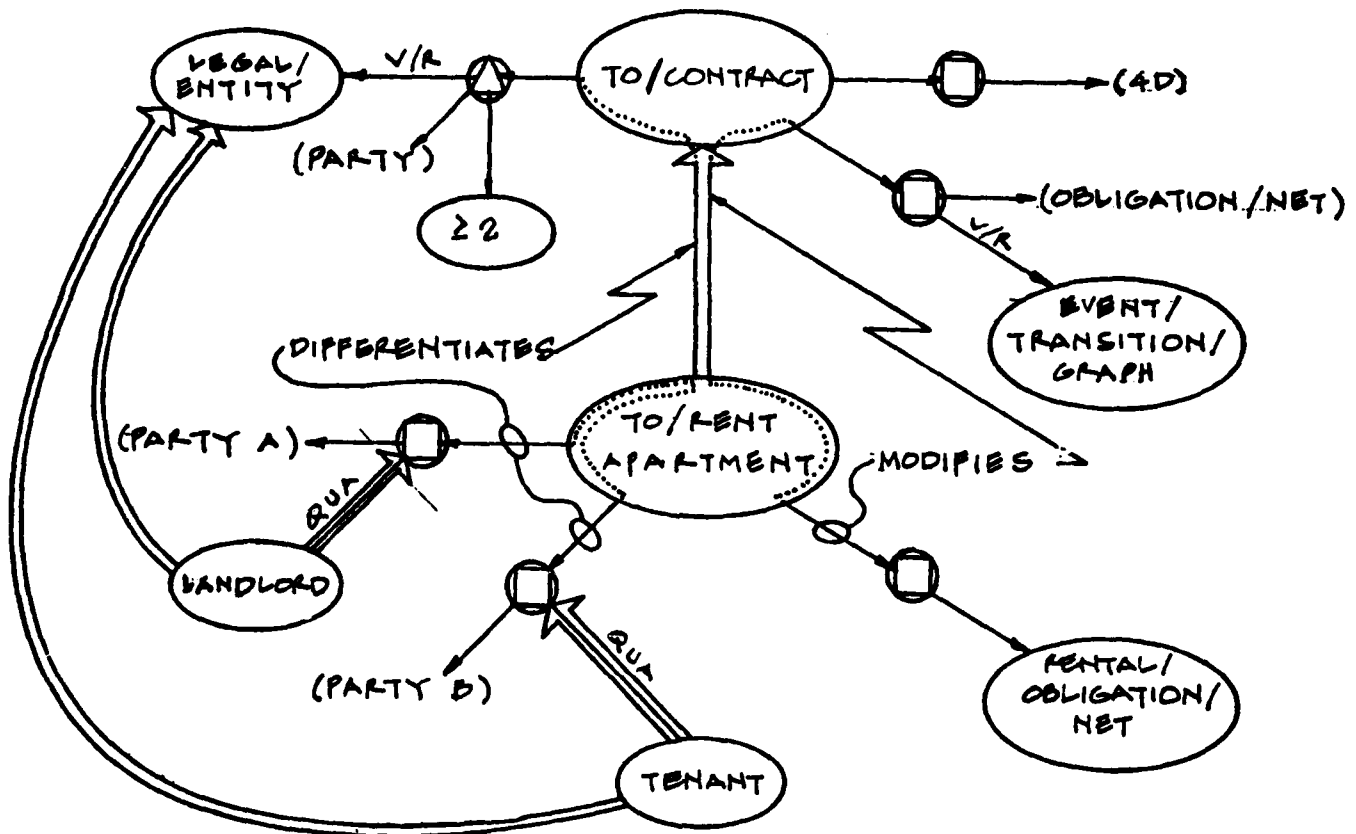 LEGAL/
ENTITY
V/R
TO/CONTRACT
(4D)
(PARTY)
≥2
(OBLIGATION/NET)
V/R
EVENT/
TRANSITION/
GRAPH
DIFFERENTIATES
(PARTY A)
TO/RENT
APARTMENT
MODIFIES
QUA
LANDLORD
QUA
(PARTY B)
RENTAL/
OBLIGATION/
NET
TENANT